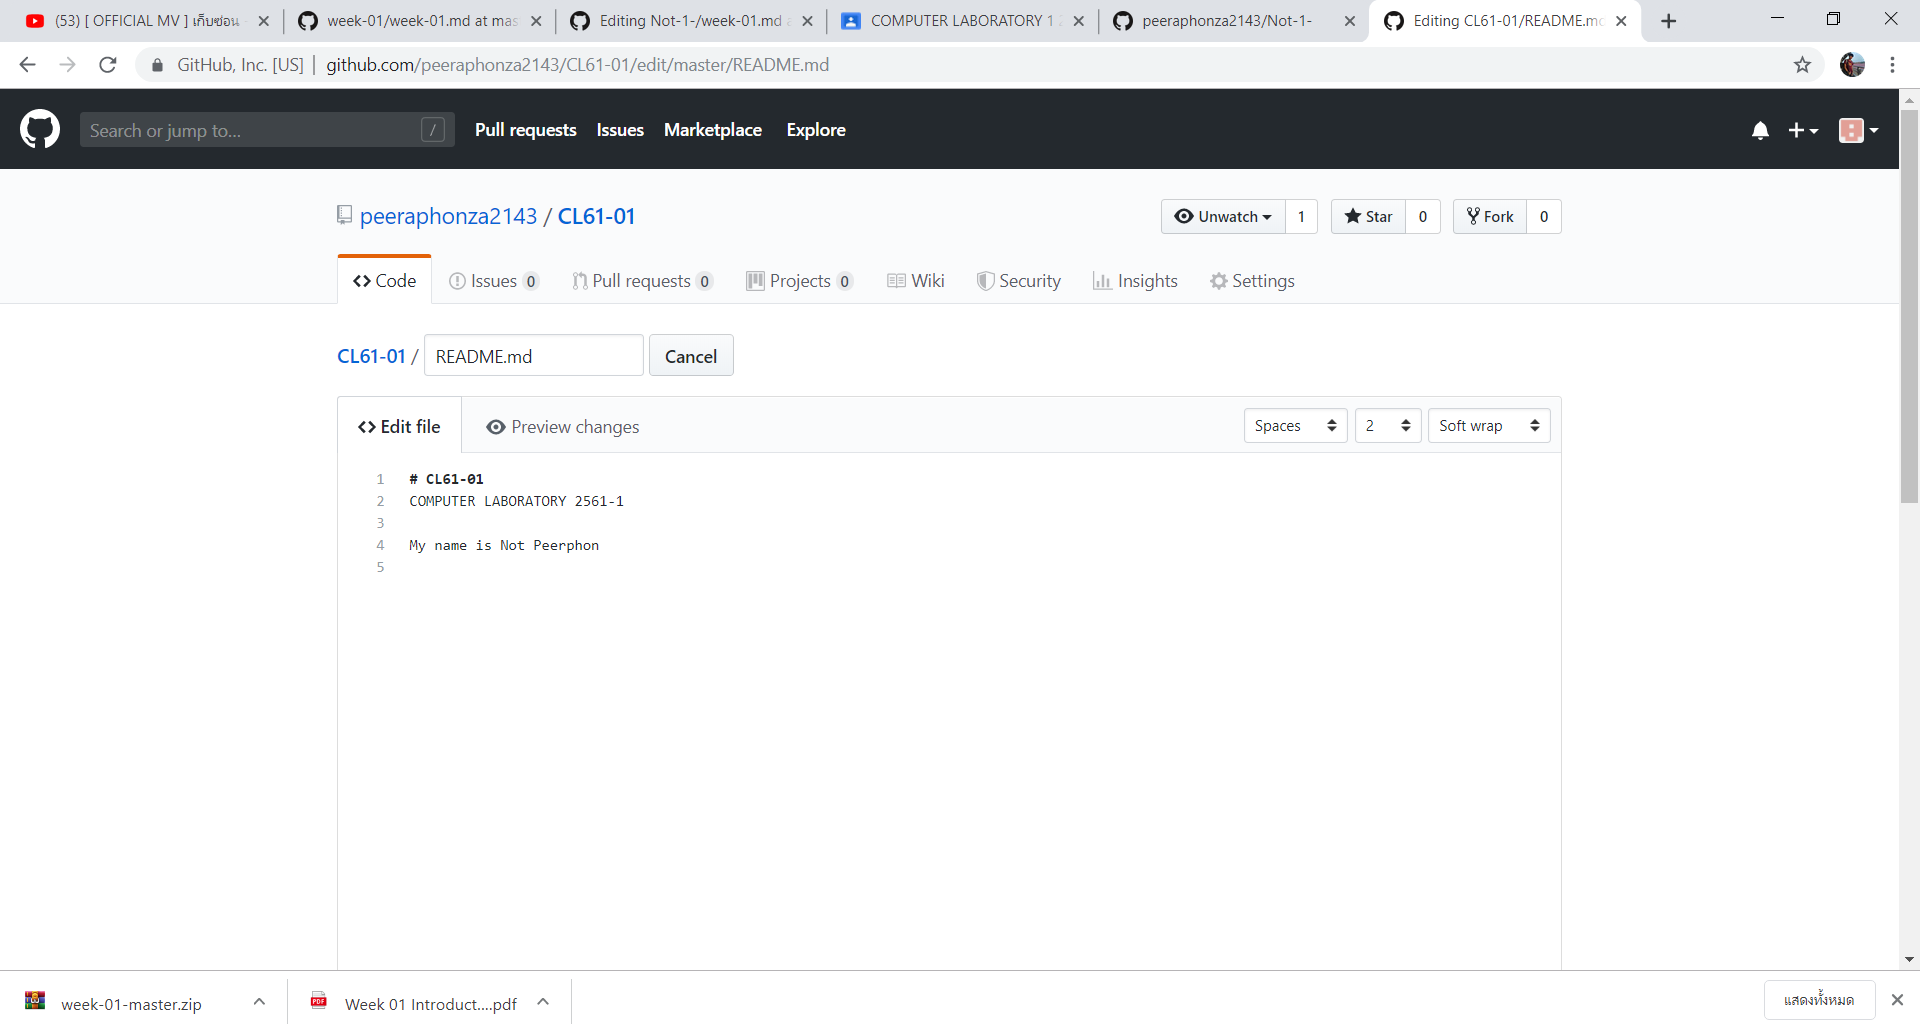 (53) [ OFFICIAL MV ] เก็บซ่อน -
week-01/week-01.md at mas
Editing Not-1-/week-01.md a
COMPUTER LABORATORY 1 2
peeraphonza2143/Not-1-
Editing CL61-01/README.md
GitHub, Inc. [US] | github.com/peeraphonza2143/CL61-01/edit/master/README.md
Search or jump to... /
Pull requests Issues Marketplace Explore
peeraphonza2143 / CL61-01
Unwatch 1 Star 0 Fork 0
Code Issues 0 Pull requests 0 Projects 0 Wiki Security Insights Settings
CL61-01 / README.md Cancel
Edit file Preview changes Spaces 2 Soft wrap
1 # CL61-01
2 COMPUTER LABORATORY 2561-1
3
4 My name is Not Peerphon
5
week-01-master.zip
PDF Week 01 Introduct....pdf
แสดงทั้งหมด